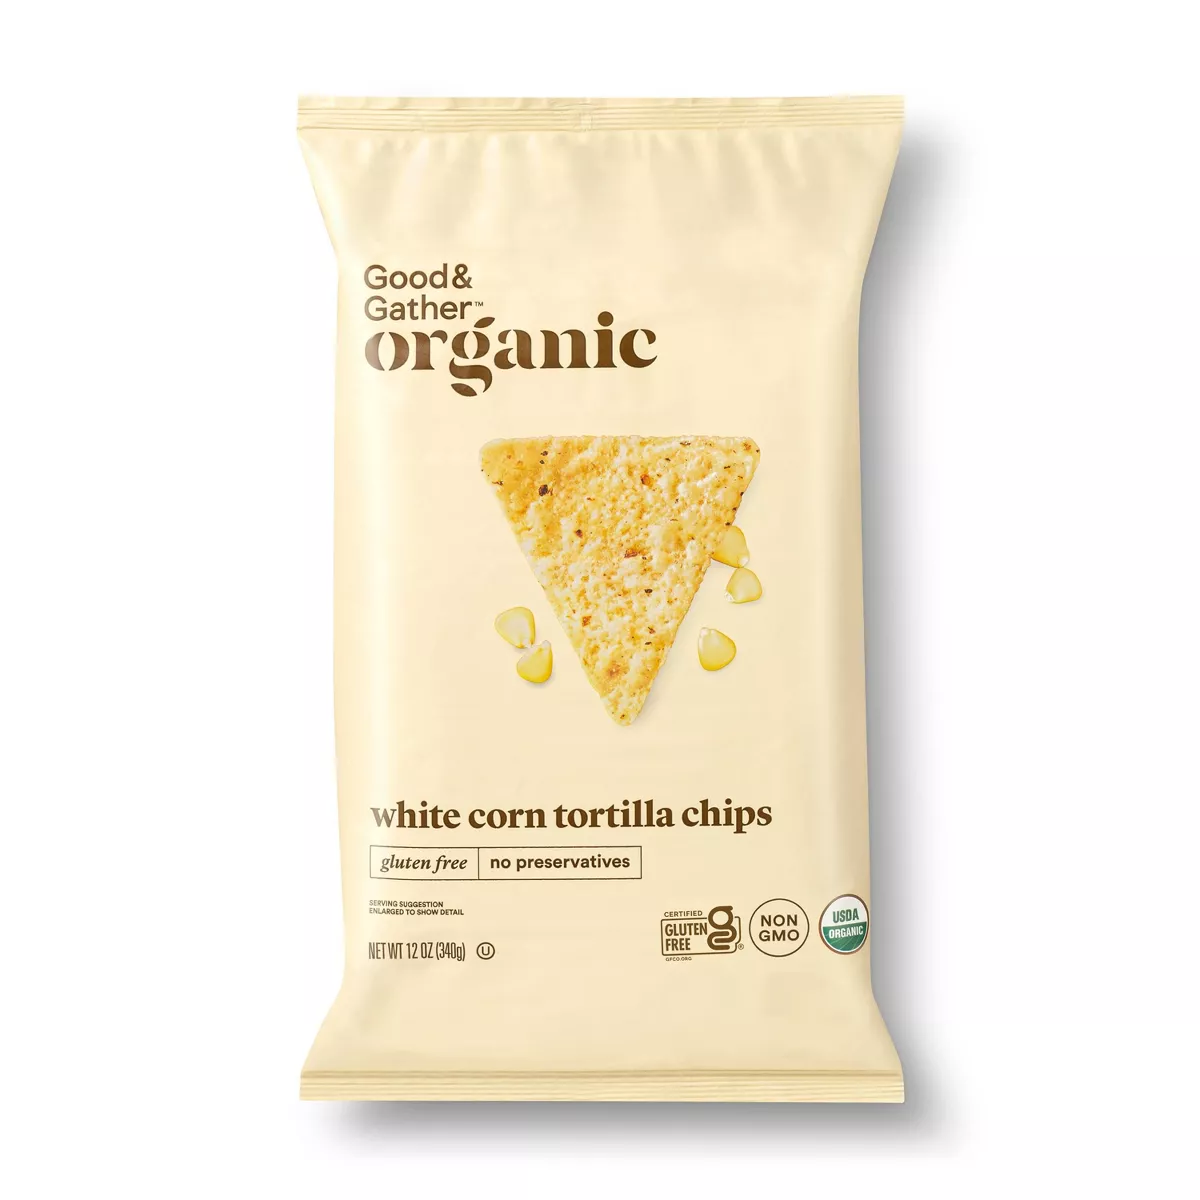 Good&
Gather™
organic
white corn tortilla chips
gluten free | no preservatives
SERVING SUGGESTION
ENLARGED TO SHOW DETAIL
NET WT 12 OZ (340g) Ⓤ
CERTIFIED
GLUTEN
FREE
®
GFCO.ORG
NON
GMO
USDA
ORGANIC